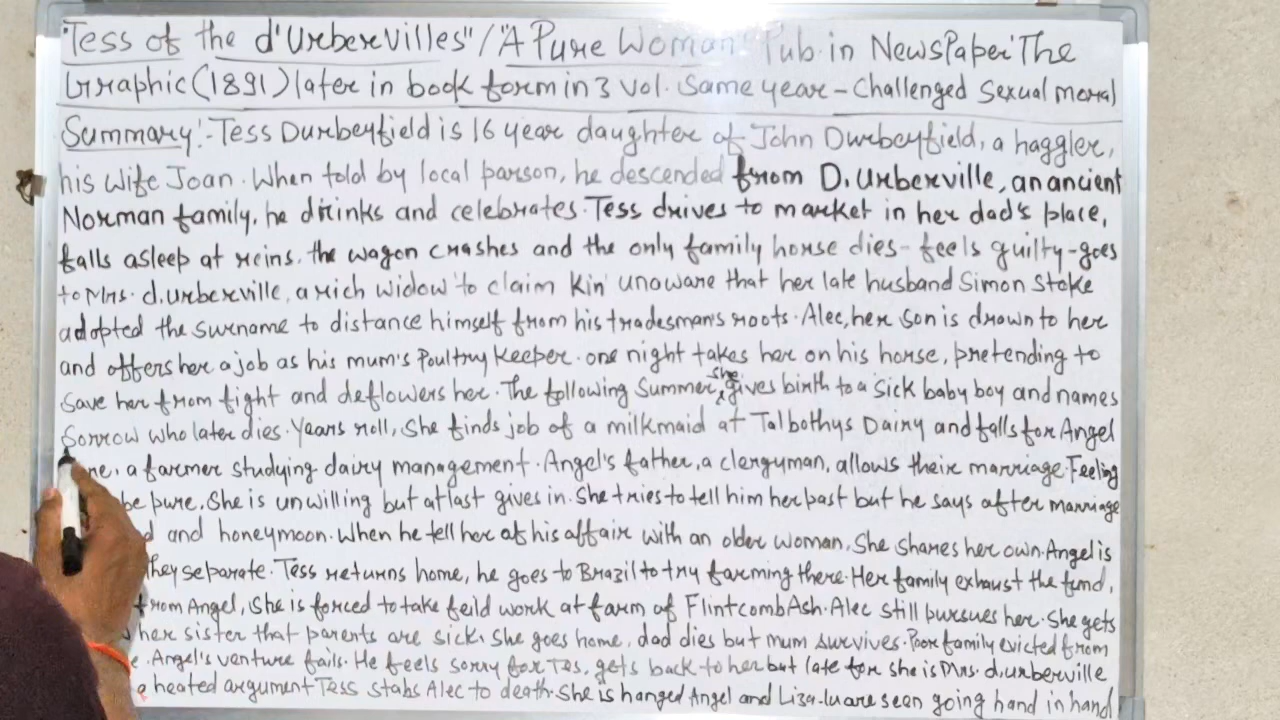 "Tess of the d'Urbervilles"/"A Pure Woman" Pub. in NewsPaper 'The
Graphic (1891) later in book form in 3 vol. Same year – Challenged Sexual moral
Summary:- Tess Durbeyfield is 16 year daughter of John Durbeyfield, a haggler,
his wife Joan. When told by local parson, he descended from D. Urberville, an ancient
Norman family, he drinks and celebrates. Tess drives to market in her dad's place,
falls asleep at reins, the wagon crashes and the only family horse dies – feels guilty – goes
to Mrs. d.urberville, a rich widow 'to claim kin' unaware that her late husband Simon Stoke
adopted the surname to distance himself from his tradesman's roots. Alec, her son is drawn to her
and offers her a job as his mum's Poultry Keeper. one night takes her on his horse, pretending to
save her from fight and deflowers her. The following Summer, she gives birth to a sick baby boy and names
Sorrow who later dies. Years roll, She finds job of a milkmaid at Talbothys Dairy and falls for Angel
ne, a farmer studying dairy management. Angel's father, a clergyman, allows their marriage. Feeling
be pure, She is unwilling but at last gives in. She tries to tell him her past but he says after marriage
d and honeymoon. When he tell her of his affair with an older woman, She shares her own. Angel is
they separate. Tess returns home, he goes to Brazil to try farming there. Her family exhaust the fund,
from Angel, She is forced to take feild work at farm of Flintcomb Ash. Alec still pursues her. She gets
her sister that parents are sick. She goes home, dad dies but mum survives. Poor family evicted from
e. Angel's venture fails. He feels sorry for Tes, gets back to her but late for she is Mrs. d.urberville
heated argument Tess stabs Alec to death. She is hanged Angel and Liza-lu are seen going hand in hand